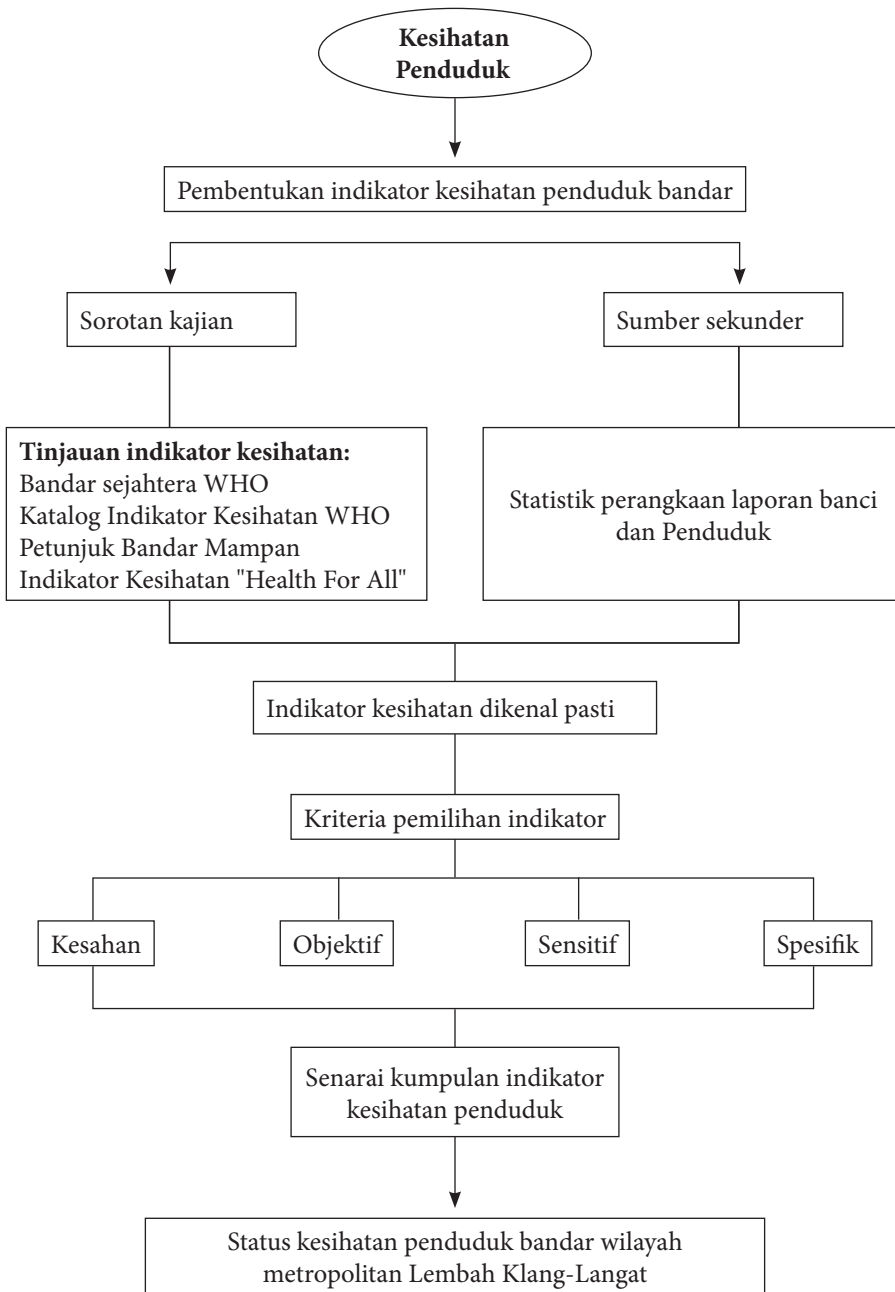 Kesihatan
Penduduk
Pembentukan indikator kesihatan penduduk bandar
Sorotan kajian
Sumber sekunder
Tinjauan indikator kesihatan:
Bandar sejahtera WHO
Katalog Indikator Kesihatan WHO
Petunjuk Bandar Mampan
Indikator Kesihatan "Health For All"
Statistik perangkaan laporan banci
dan Penduduk
Indikator kesihatan dikenal pasti
Kriteria pemilihan indikator
Kesahan
Objektif
Sensitif
Spesifik
Senarai kumpulan indikator
kesihatan penduduk
Status kesihatan penduduk bandar wilayah
metropolitan Lembah Klang-Langat